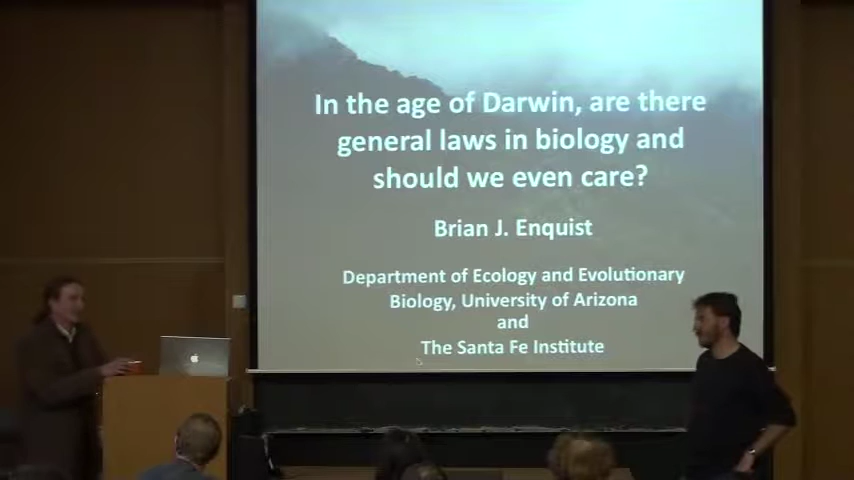 In the age of Darwin, are there
general laws in biology and
should we even care?
Brian J. Enquist
Department of Ecology and Evolutionary
Biology, University of Arizona
and
The Santa Fe Institute